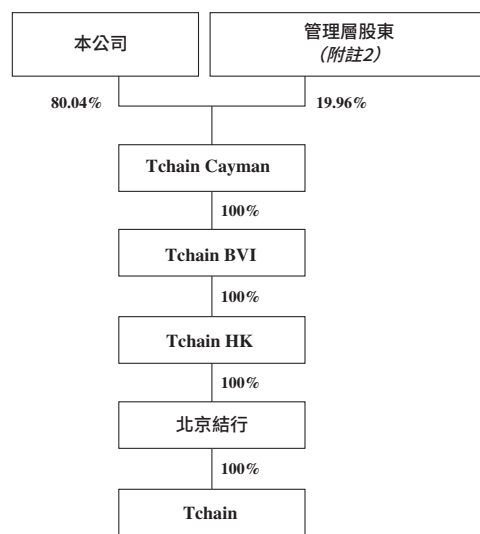 本公司
管理層股東
(附註2)
80.04%
19.96%
Tchain Cayman
100%
Tchain BVI
100%
Tchain HK
100%
北京結行
100%
Tchain